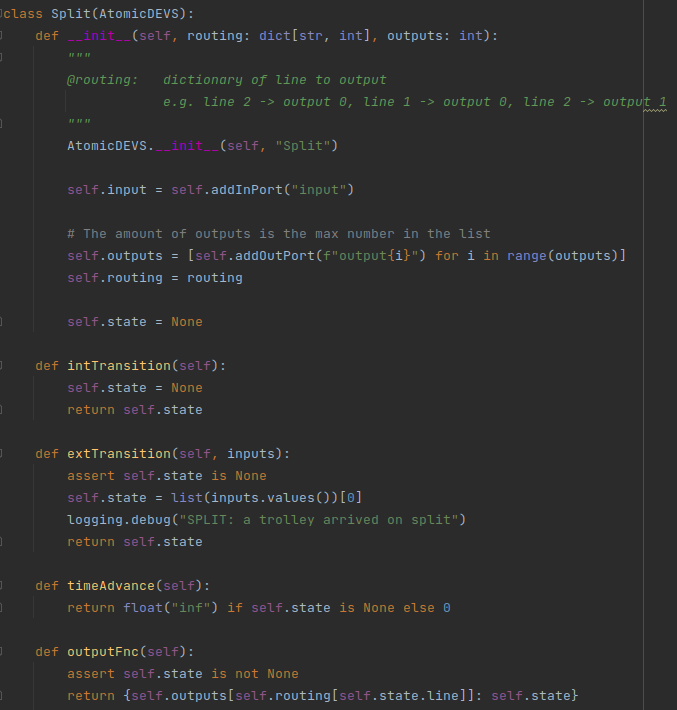 class Split(AtomicDEVS):
    def __init__(self, routing: dict[str, int], outputs: int):
        """
        @routing:   dictionary of line to output
                    e.g. line 2 -> output 0, line 1 -> output 0, line 2 -> output 1
        """
        AtomicDEVS.__init__(self, "Split")

        self.input = self.addInPort("input")

        # The amount of outputs is the max number in the list
        self.outputs = [self.addOutPort(f"output{i}") for i in range(outputs)]
        self.routing = routing

        self.state = None

    def intTransition(self):
        self.state = None
        return self.state

    def extTransition(self, inputs):
        assert self.state is None
        self.state = list(inputs.values())[0]
        logging.debug("SPLIT: a trolley arrived on split")
        return self.state

    def timeAdvance(self):
        return float("inf") if self.state is None else 0

    def outputFnc(self):
        assert self.state is not None
        return {self.outputs[self.routing[self.state.line]]: self.state}